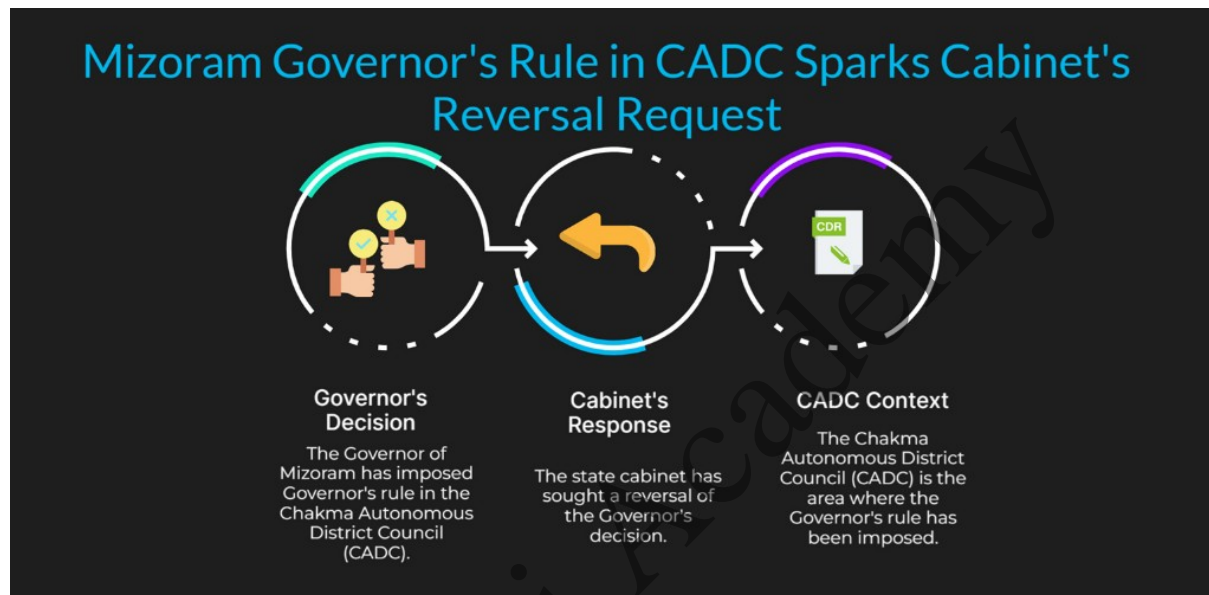 Mizoram Governor's Rule in CADC Sparks Cabinet's
Reversal Request
CDR
Governor's
Decision
The Governor of
Mizoram has imposed
Governor's rule in the
Chakma Autonomous
District Council
(CADC).
Cabinet's
Response
The state cabinet has
sought a reversal of
the Governor's
decision.
CADC Context
The Chakma
Autonomous District
Council (CADC) is the
area where the
Governor's rule has
been imposed.
i Academy